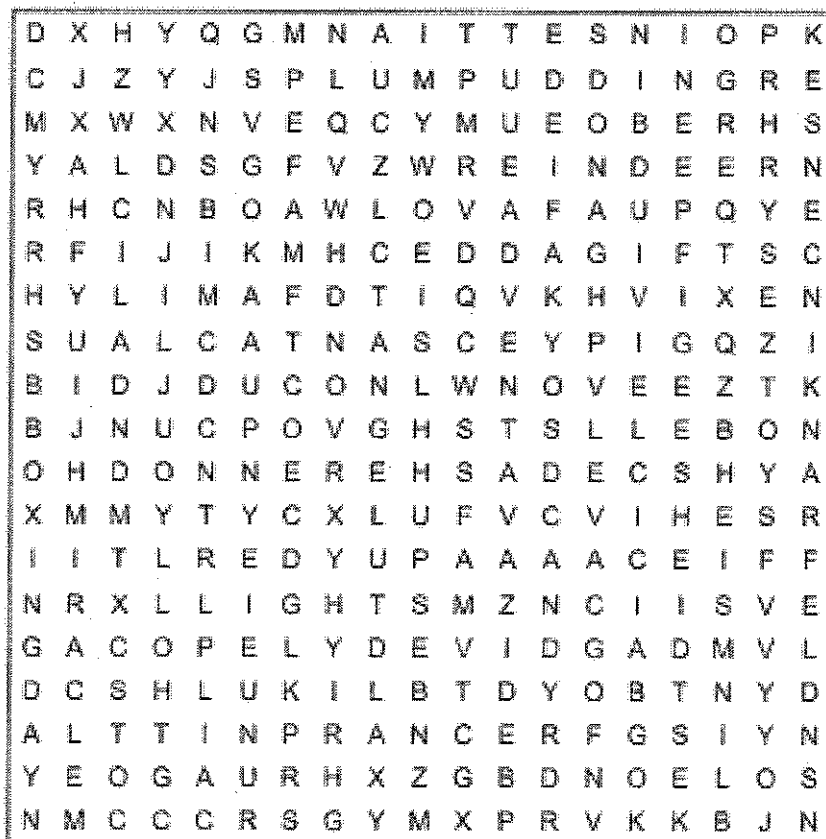 D X H Y Q G M N A I T T E S N I O P K
C J Z Y J S P L U M P U D D I N G R E
M X W X N V E Q C Y M U E O B E R H S
Y A L D S G F V Z W R E I N D E E R N
R H C N B O A W L O V A F A U P Q Y E
R F I J I K M H C E D D A G I F T S C
H Y L I M A F D T I Q V K H V I X E N
S U A L C A T N A S C E Y P I G Q Z I
B I D J D U C O N L W N O V E E Z T K
B J N U C P O V G H S T S L L E B O N
O H D O N N E R E H S A D E C S H Y A
X M M Y T Y C X L U F V C V I H E S R
I I T L R E D Y U P A A A A C E I F F
N R X L L I G H T S M Z N C I I S V E
G A C O P E L Y D E V I D G A D M V L
D C S H L U K I L B T D Y O B T N Y D
A L T T I N P R A N C E R F G S I Y N
Y E O G A U R H X Z G B D N O E L O S
N M C C C R S G Y M X P R V K K B J N